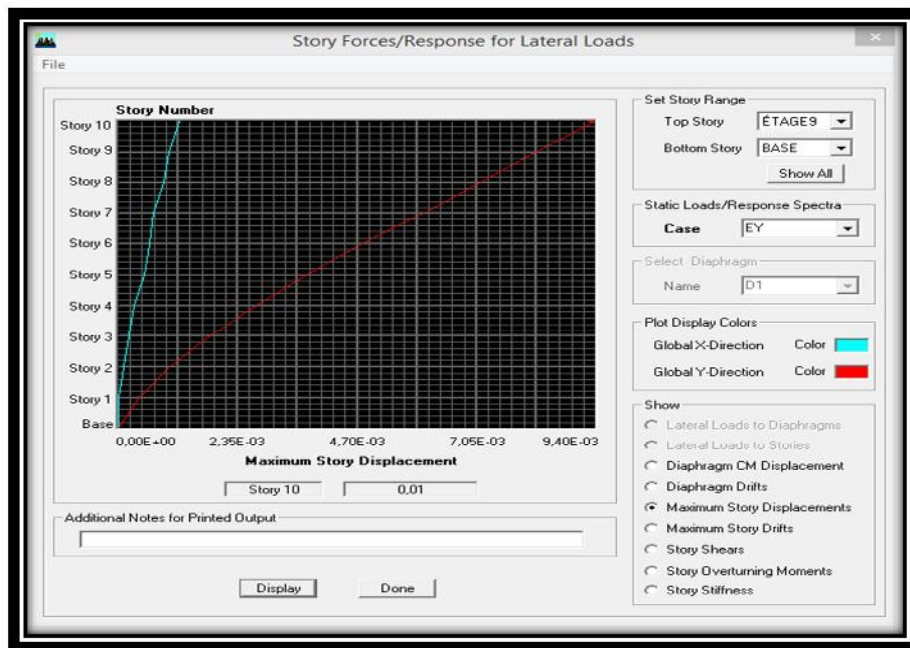 Story Forces/Response for Lateral Loads
File
Story Number
Story 10
Story 9
Story 8
Story 7
Story 6
Story 5
Story 4
Story 3
Story 2
Story 1
Base
0,00E+00 2,35E-03 4,70E-03 7,05E-03 9,40E-03
Maximum Story Displacement
Story 10 0,01
Additional Notes for Printed Output
Display Done
Set Story Range
Top Story ÉTAGE9
Bottom Story BASE
Show All
Static Loads/Response Spectra
Case EY
Select Diaphragm
Name D1
Plot Display Colors
Global X-Direction Color
Global Y-Direction Color
Show
Lateral Loads to Diaphragms
Lateral Loads to Stories
Diaphragm CM Displacement
Diaphragm Drifts
Maximum Story Displacements
Maximum Story Drifts
Story Shears
Story Overturning Moments
Story Stiffness